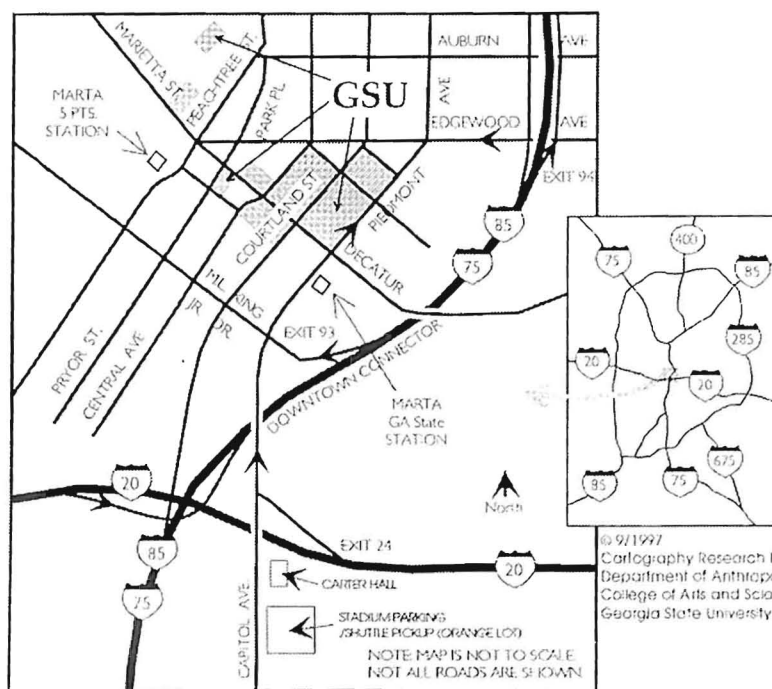 MARIETTA ST.
PEACHTREE ST.
PARK PL
AUBURN AVE
AVE
EDGEWOOD AVE
GSU
MARTA
5 PTS.
STATION
COURTLAND ST
PIEDMONT
DECATUR
EXIT 94
85
75
ML KING
JR DR
EXIT 93
PRYOR ST.
CENTRAL AVE
DOWNTOWN CONNECTOR
MARTA
GA State
STATION
20
85
75
North
EXIT 24
20
CARTER HALL
CAPITOL AVE.
STADIUM PARKING
/SHUTTLE PICKUP (ORANGE LOT)
NOTE: MAP IS NOT TO SCALE.
NOT ALL ROADS ARE SHOWN.
75
400
85
285
20
20
675
85
75
© 9/1997
Cartography Research
Department of Anthrop
College of Arts and Scie
Georgia State University